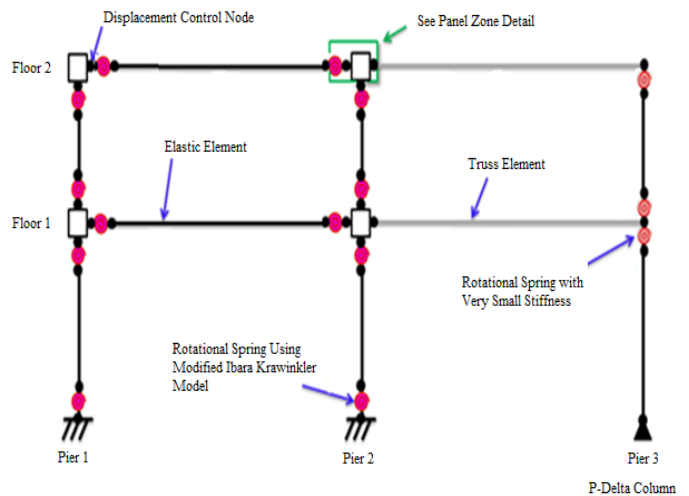 Displacement Control Node
See Panel Zone Detail
Floor 2
Elastic Element
Truss Element
Floor 1
Rotational Spring with
Very Small Stiffness
Rotational Spring Using
Modified Ibara Krawinkler
Model
Pier 1
Pier 2
Pier 3
P-Delta Column